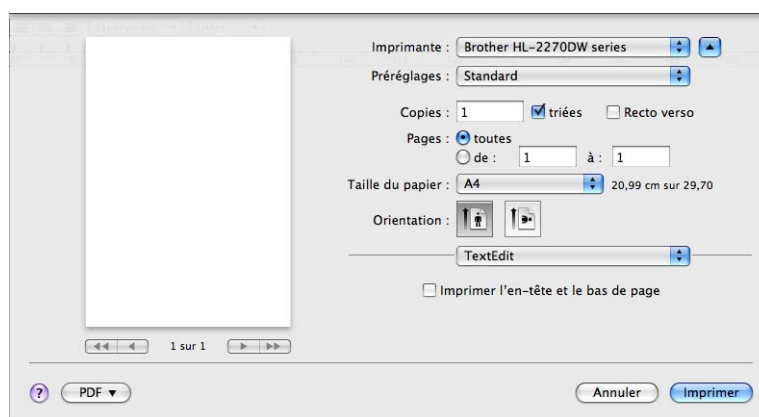 Imprimante : Brother HL-2270DW series
Préréglages : Standard
Copies : 1 triées Recto verso
Pages : toutes
de : 1 à : 1
Taille du papier : A4 20,99 cm sur 29,70
Orientation :
TextEdit
Imprimer l'en-tête et le bas de page
1 sur 1
? PDF Annuler Imprimer